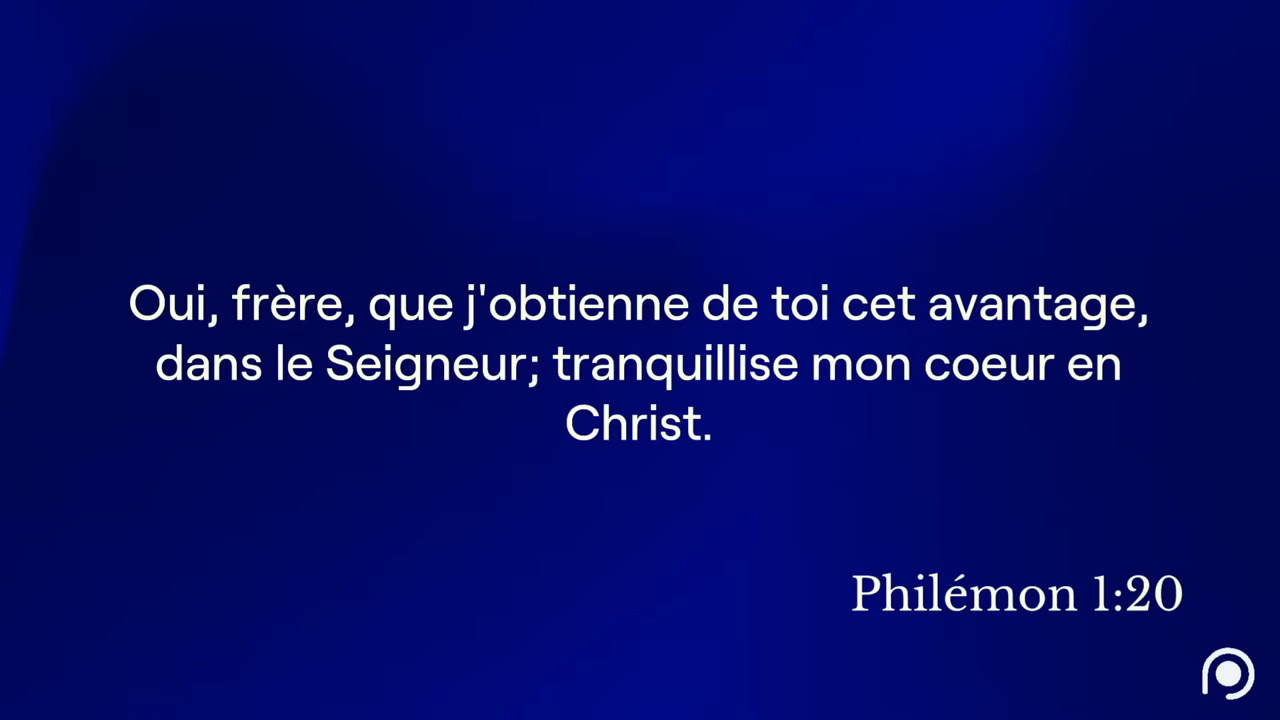 Oui, frère, que j'obtienne de toi cet avantage,
dans le Seigneur; tranquillise mon coeur en
Christ.
Philémon 1:20